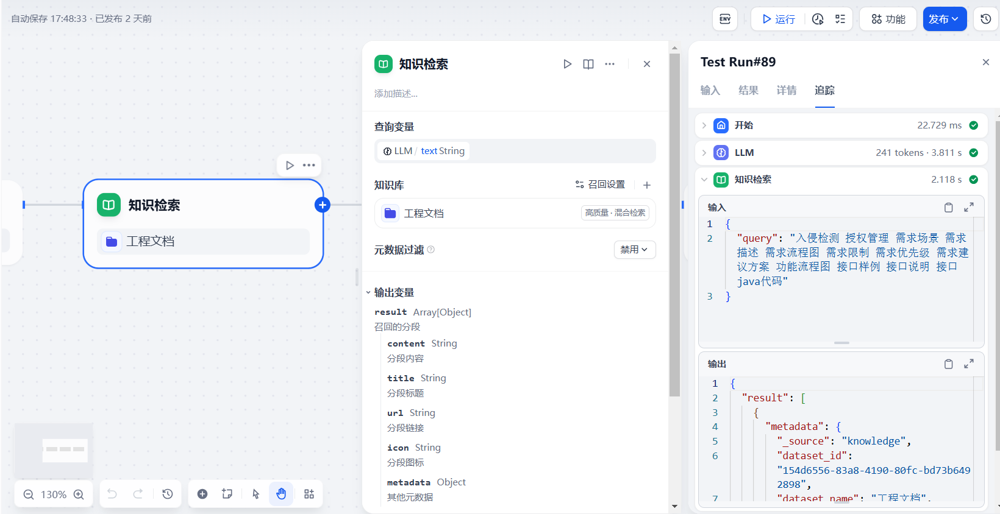 自动保存 17:48:33 · 已发布 2 天前
ENV
运行
功能
发布
知识检索
工程文档
130%
知识检索
添加描述...
查询变量
LLM / text String
知识库
召回设置
工程文档
高质量 · 混合检索
元数据过滤
禁用
输出变量
result Array[Object]
召回的分段
content String
分段内容
title String
分段标题
url String
分段链接
icon String
分段图标
metadata Object
其他元数据
Test Run#89
输入 结果 详情 追踪
开始 22.729 ms
LLM 241 tokens · 3.811 s
知识检索 2.118 s
输入
1 {
2 "query": "入侵检测 授权管理 需求场景 需求
描述 需求流程图 需求限制 需求优先级 需求建
议方案 功能流程图 接口样例 接口说明 接口
java代码"
3 }
输出
1 {
2 "result": [
3 {
4 "metadata": {
5 "_source": "knowledge",
6 "dataset_id":
"154d6556-83a8-4190-80fc-bd73b649
2898",
7 "dataset_name": "工程文档",